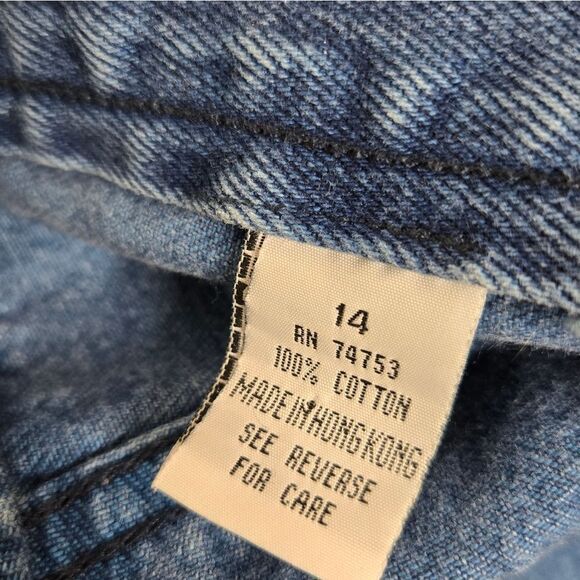 14
RN 74753
100% COTTON
MADE IN HONG KONG
SEE REVERSE
FOR CARE